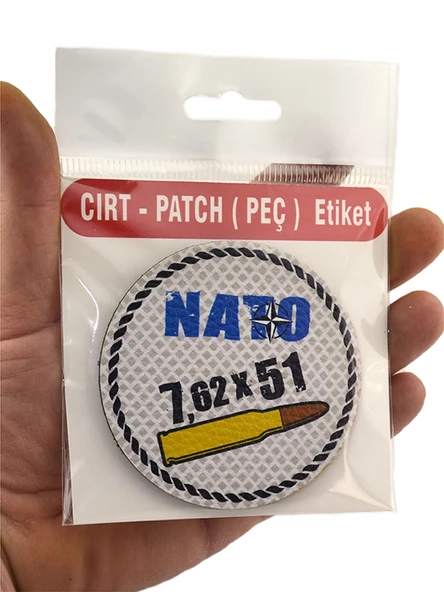 CIRT - PATCH ( PEÇ ) Etiket
NATO
7,62 x 51